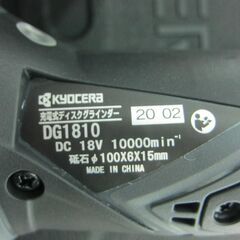 KYOCERA
充電式ディスクグラインダー
20 02
DG1810
DC 18V 10000min⁻¹
砥石φ100X6X15mm
MADE IN CHINA